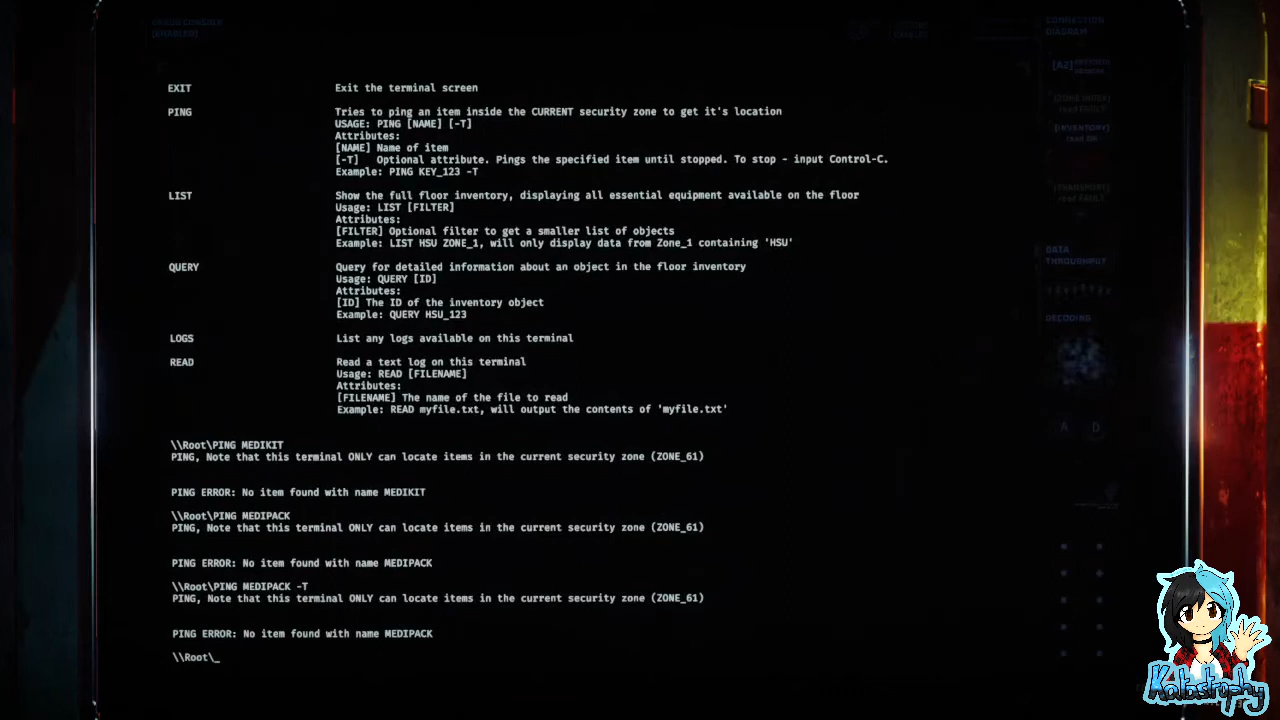 CONNECTION
DIAGRAM
EXIT Exit the terminal screen
PING Tries to ping an item inside the CURRENT security zone to get it's location
USAGE: PING [NAME] [-T]
Attributes:
[NAME] Name of item
[-T] Optional attribute. Pings the specified item until stopped. To stop - input Control-C.
Example: PING KEY_123 -T
LIST Show the full floor inventory, displaying all essential equipment available on the floor
Usage: LIST [FILTER]
Attributes:
[FILTER] Optional filter to get a smaller list of objects
Example: LIST HSU ZONE_1, will only display data from Zone_1 containing 'HSU'
QUERY Query for detailed information about an object in the floor inventory
Usage: QUERY [ID]
Attributes:
[ID] The ID of the inventory object
Example: QUERY HSU_123
LOGS List any logs available on this terminal
READ Read a text log on this terminal
Usage: READ [FILENAME]
Attributes:
[FILENAME] The name of the file to read
Example: READ myfile.txt, will output the contents of 'myfile.txt'
\\Root\PING MEDIKIT
PING, Note that this terminal ONLY can locate items in the current security zone (ZONE_61)
PING ERROR: No item found with name MEDIKIT
\\Root\PING MEDIPACK
PING, Note that this terminal ONLY can locate items in the current security zone (ZONE_61)
PING ERROR: No item found with name MEDIPACK
\\Root\PING MEDIPACK -T
PING, Note that this terminal ONLY can locate items in the current security zone (ZONE_61)
PING ERROR: No item found with name MEDIPACK
\\Root\_
[INVENTORY]
DATA
THROUGHPUT
DECODING
A D
Katastrophy